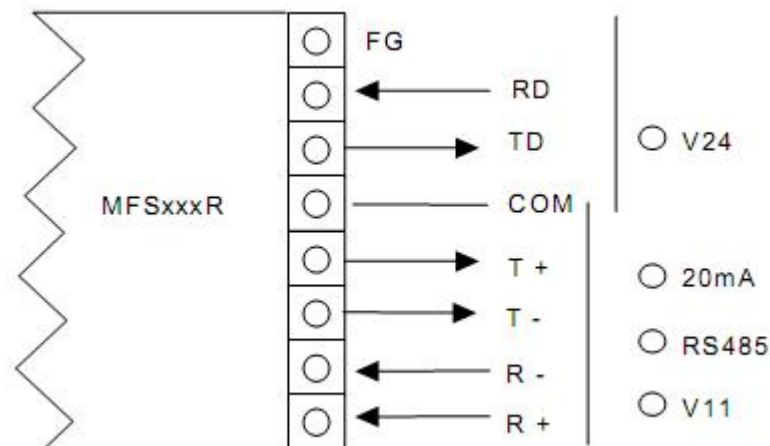 FG
RD
TD
V24
MFSxxxR
COM
T +
20mA
T -
RS485
R -
V11
R +